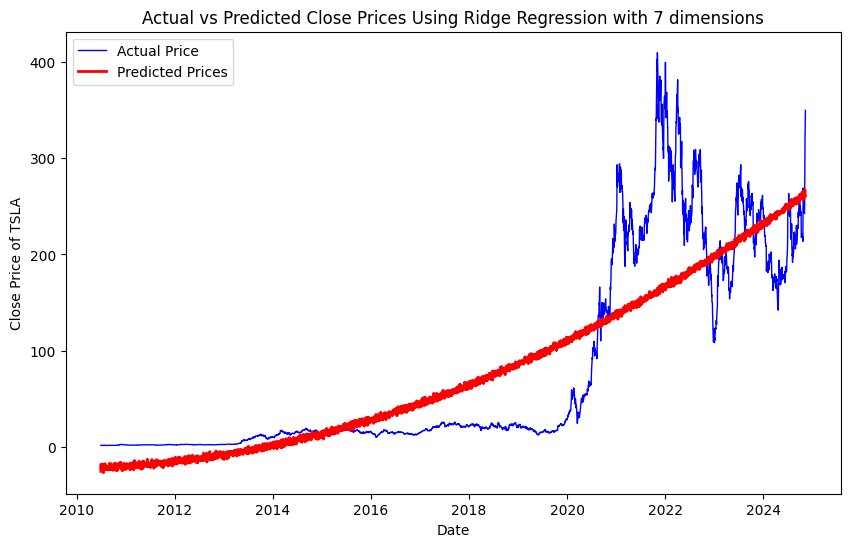 Actual vs Predicted Close Prices Using Ridge Regression with 7 dimensions
Actual Price
Predicted Prices
Close Price of TSLA
400
300
200
100
0
2010 2012 2014 2016 2018 2020 2022 2024
Date